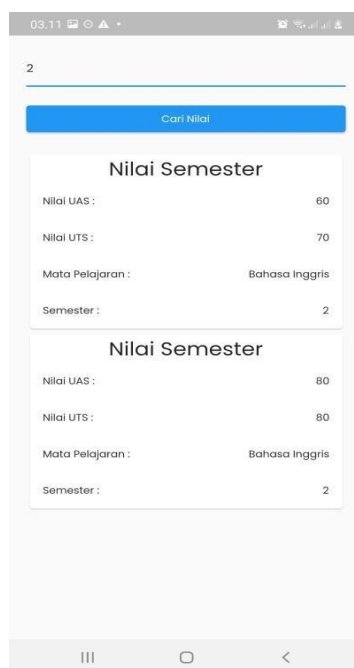 03.11
2
Cari Nilai
Nilai Semester
Nilai UAS : 60
Nilai UTS : 70
Mata Pelajaran : Bahasa Inggris
Semester : 2
Nilai Semester
Nilai UAS : 80
Nilai UTS : 80
Mata Pelajaran : Bahasa Inggris
Semester : 2